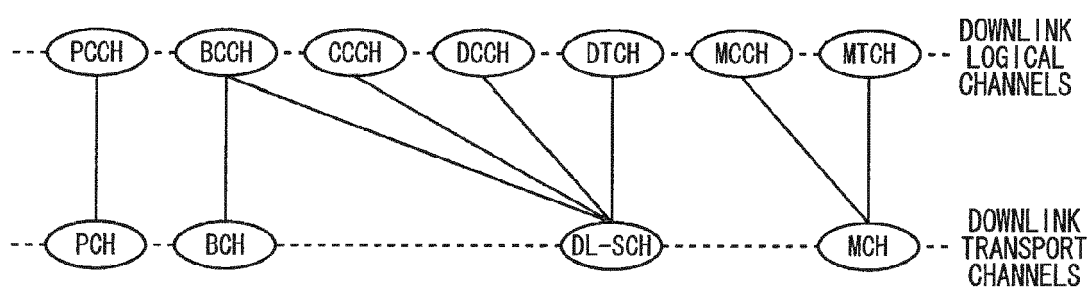 PCCH BCCH CCCH DCCH DTCH MCCH MTCH
DOWNLINK
LOGICAL
CHANNELS
PCH BCH DL-SCH MCH
DOWNLINK
TRANSPORT
CHANNELS